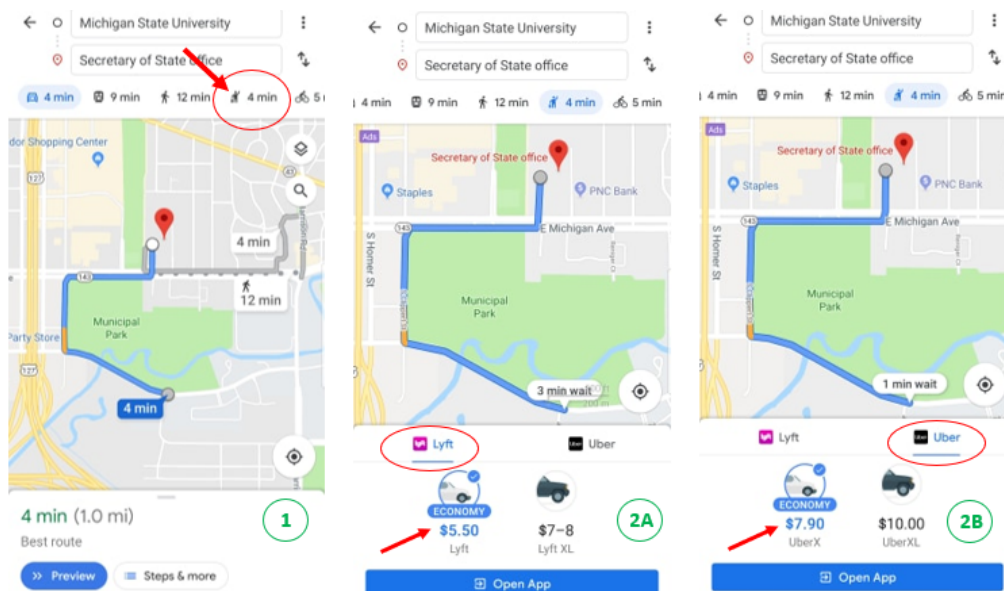 Michigan State University
Secretary of State office
4 min
9 min
12 min
4 min
5
dor Shopping Center
127
43
4 min
12 min
143
Municipal
Park
Party Store
127
4 min
4 min (1.0 mi)
Best route
1
Preview
Steps & more
Michigan State University
Secretary of State office
4 min
9 min
12 min
4 min
5 min
Ads
Secretary of State office
Staples
PNC Bank
143
E Michigan Ave
S Homer St
Municipal
Park
3 min wait
Lyft
Uber
ECONOMY
$5.50
Lyft
$7-8
Lyft XL
2A
Open App
Michigan State University
Secretary of State office
4 min
9 min
12 min
4 min
5 min
Ads
Secretary of State office
Staples
PNC Bank
143
E Michigan Ave
S Homer St
Municipal
Park
1 min wait
Lyft
Uber
ECONOMY
$7.90
UberX
$10.00
UberXL
2B
Open App